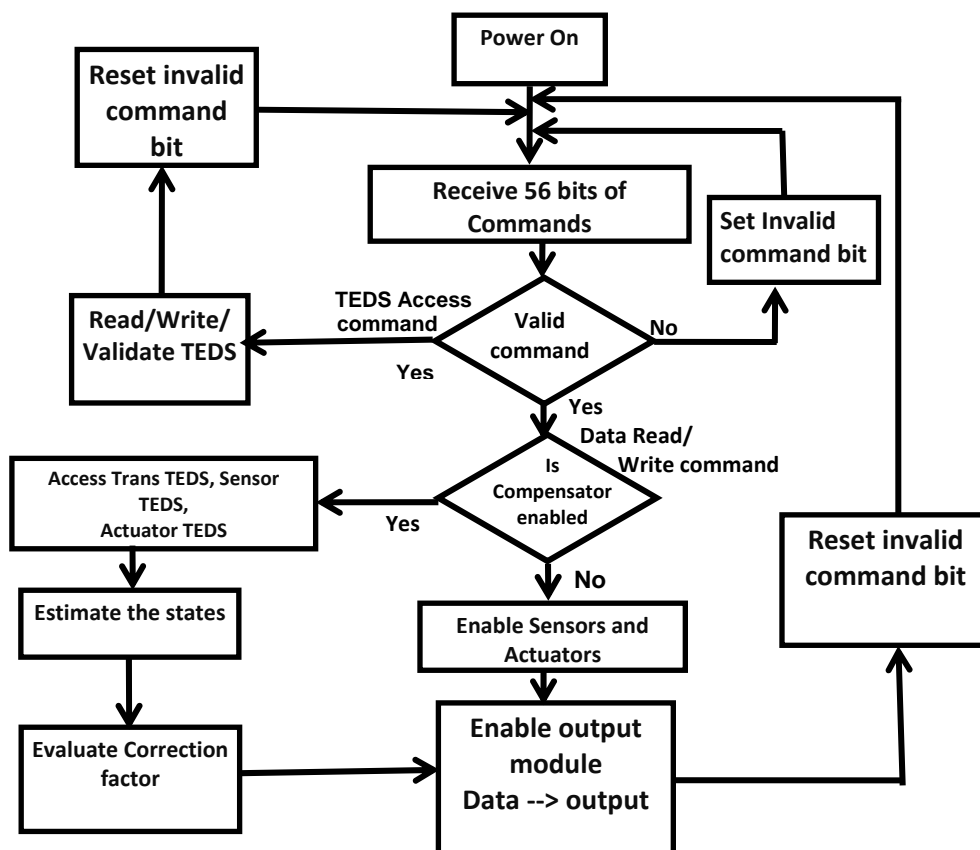 Power On
Reset invalid
command
bit
Receive 56 bits of
Commands
Set Invalid
command bit
TEDS Access
command
Yes
Valid
command
No
Read/Write/
Validate TEDS
Yes
Data Read/
Write command
Is
Compensator
enabled
Yes
No
Access Trans TEDS, Sensor
TEDS,
Actuator TEDS
Estimate the states
Enable Sensors and
Actuators
Reset invalid
command bit
Evaluate Correction
factor
Enable output
module
Data --> output